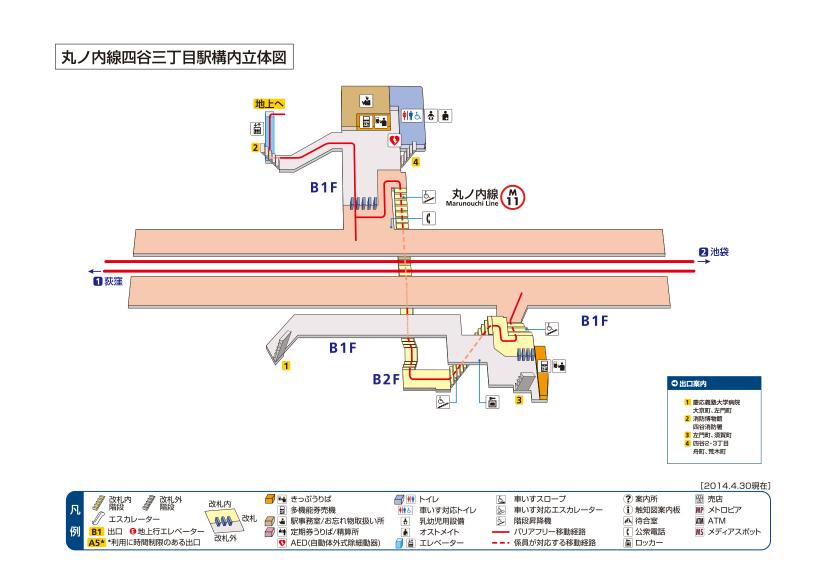 丸ノ内線四谷三丁目駅構内立体図
地上へ
2
4
B1F
丸ノ内線
Marunouchi Line
M
11
2 池袋
1 荻窪
B1F
B1F
1
B2F
3
出口案内
1 慶応義塾大学病院
大京町、左門町
2 消防博物館
四谷消防署
3 左門町、須賀町
4 四谷2・3丁目
舟町、荒木町
[2014.4.30現在]
凡例
改札内階段
改札外階段
エスカレーター
B1 出口 E 地上行エレベーター
A5* *利用に時間制限のある出口
改札内
改札
改札外
きっぷうりば
多機能券売機
駅事務室/お忘れ物取扱い所
定期券うりば/精算所
AED(自動体外式除細動器)
トイレ
車いす対応トイレ
乳幼児用設備
オストメイト
エレベーター
車いすスロープ
車いす対応エスカレーター
階段昇降機
バリアフリー移動経路
係員が対応する移動経路
案内所
触知図案内板
待合室
公衆電話
ロッカー
売店
MP メトロピア
ATM ATM
MS メディアスポット